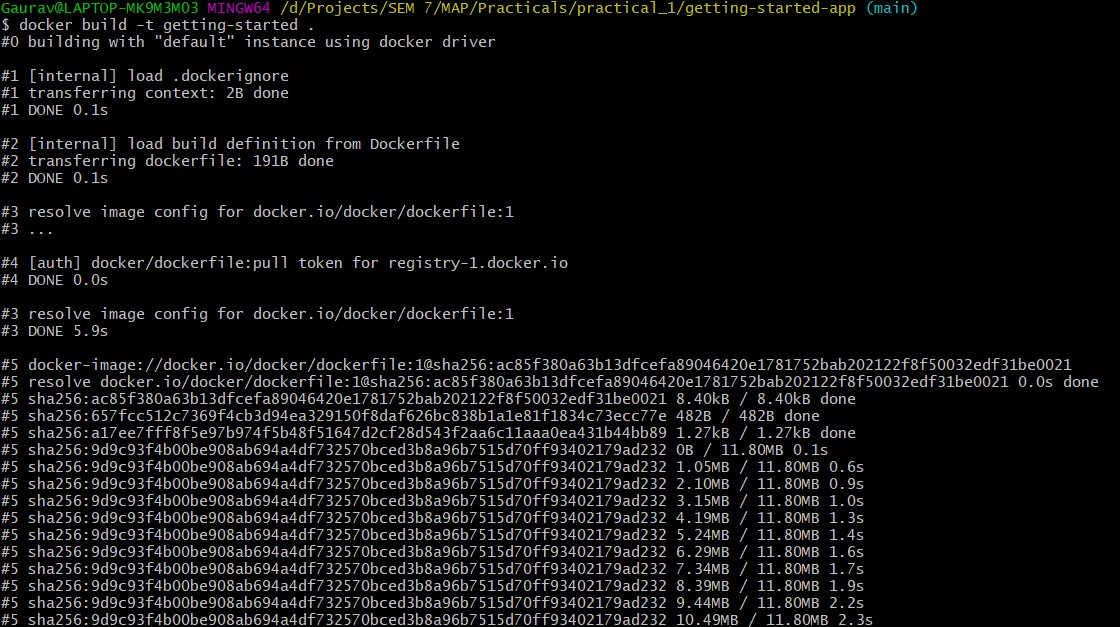 Gaurav@LAPTOP-MK9M3M03 MINGW64 /d/Projects/SEM 7/MAP/Practicals/practical_1/getting-started-app (main)
$ docker build -t getting-started .
#0 building with "default" instance using docker driver
#1 [internal] load .dockerignore
#1 transferring context: 2B done
#1 DONE 0.1s
#2 [internal] load build definition from Dockerfile
#2 transferring dockerfile: 191B done
#2 DONE 0.1s
#3 resolve image config for docker.io/docker/dockerfile:1
#3 ...
#4 [auth] docker/dockerfile:pull token for registry-1.docker.io
#4 DONE 0.0s
#3 resolve image config for docker.io/docker/dockerfile:1
#3 DONE 5.9s
#5 docker-image://docker.io/docker/dockerfile:1@sha256:ac85f380a63b13dfcefa89046420e1781752bab202122f8f50032edf31be0021
#5 resolve docker.io/docker/dockerfile:1@sha256:ac85f380a63b13dfcefa89046420e1781752bab202122f8f50032edf31be0021 0.0s done
#5 sha256:ac85f380a63b13dfcefa89046420e1781752bab202122f8f50032edf31be0021 8.40kB / 8.40kB done
#5 sha256:657fcc512c7369f4cb3d94ea329150f8daf626bc838b1a1e81f1834c73ecc77e 482B / 482B done
#5 sha256:a17ee7fff8f5e97b974f5b48f51647d2cf28d543f2aa6c11aaa0ea431b44bb89 1.27kB / 1.27kB done
#5 sha256:9d9c93f4b00be908ab694a4df732570bced3b8a96b7515d70ff93402179ad232 0B / 11.80MB 0.1s
#5 sha256:9d9c93f4b00be908ab694a4df732570bced3b8a96b7515d70ff93402179ad232 1.05MB / 11.80MB 0.6s
#5 sha256:9d9c93f4b00be908ab694a4df732570bced3b8a96b7515d70ff93402179ad232 2.10MB / 11.80MB 0.9s
#5 sha256:9d9c93f4b00be908ab694a4df732570bced3b8a96b7515d70ff93402179ad232 3.15MB / 11.80MB 1.0s
#5 sha256:9d9c93f4b00be908ab694a4df732570bced3b8a96b7515d70ff93402179ad232 4.19MB / 11.80MB 1.3s
#5 sha256:9d9c93f4b00be908ab694a4df732570bced3b8a96b7515d70ff93402179ad232 5.24MB / 11.80MB 1.4s
#5 sha256:9d9c93f4b00be908ab694a4df732570bced3b8a96b7515d70ff93402179ad232 6.29MB / 11.80MB 1.6s
#5 sha256:9d9c93f4b00be908ab694a4df732570bced3b8a96b7515d70ff93402179ad232 7.34MB / 11.80MB 1.7s
#5 sha256:9d9c93f4b00be908ab694a4df732570bced3b8a96b7515d70ff93402179ad232 8.39MB / 11.80MB 1.9s
#5 sha256:9d9c93f4b00be908ab694a4df732570bced3b8a96b7515d70ff93402179ad232 9.44MB / 11.80MB 2.2s
#5 sha256:9d9c93f4b00be908ab694a4df732570bced3b8a96b7515d70ff93402179ad232 10.49MB / 11.80MB 2.3s